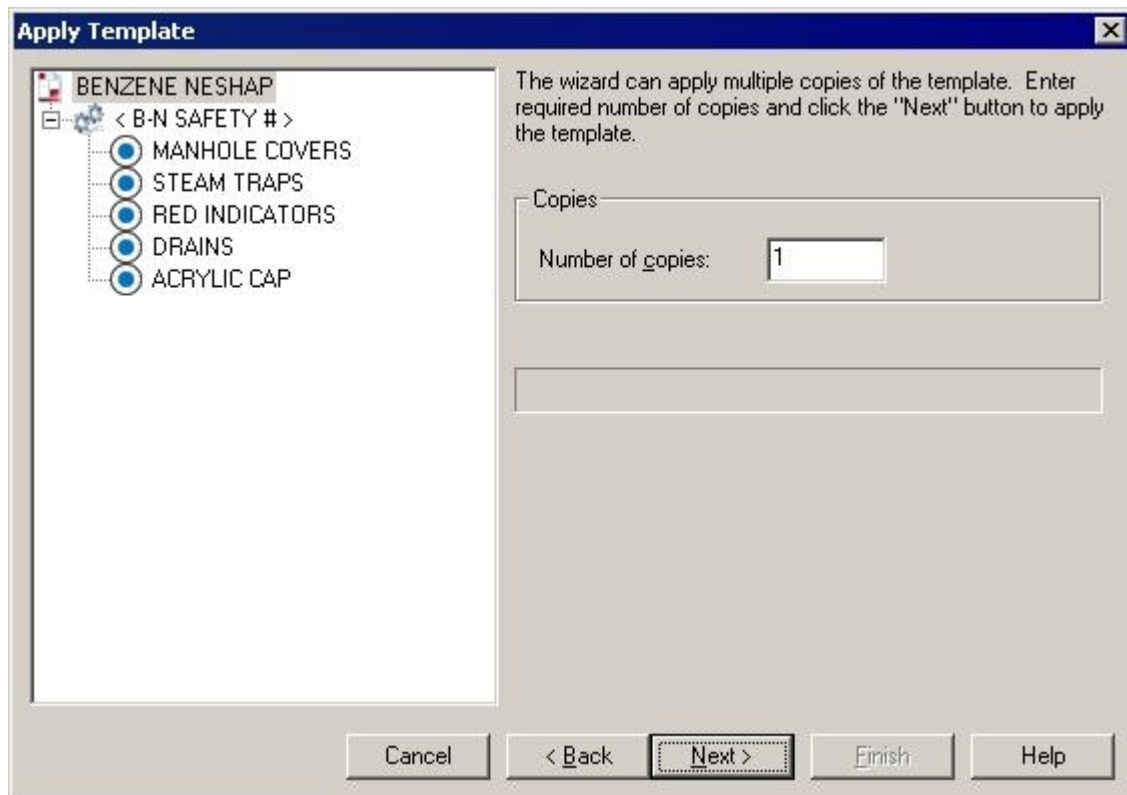 Apply Template
BENZENE NESHAP
< B-N SAFETY # >
MANHOLE COVERS
STEAM TRAPS
RED INDICATORS
DRAINS
ACRYLIC CAP
The wizard can apply multiple copies of the template. Enter
required number of copies and click the "Next" button to apply
the template.
Copies
Number of copies:
1
Cancel
< Back
Next >
Finish
Help